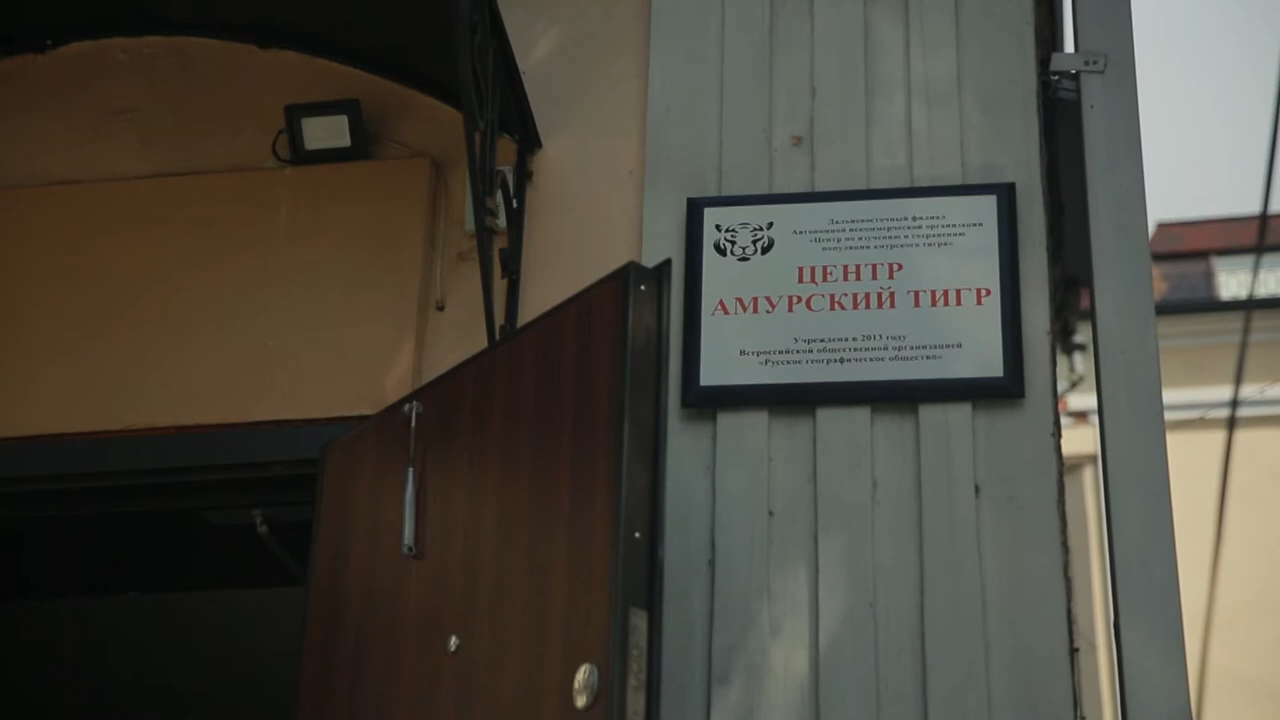 Дальневосточный филиал
Автономной некоммерческой организации
«Центр по изучению и сохранению
популяции амурского тигра»
ЦЕНТР
АМУРСКИЙ ТИГР
Учреждена в 2013 году
Всероссийской общественной организацией
«Русское географическое общество»